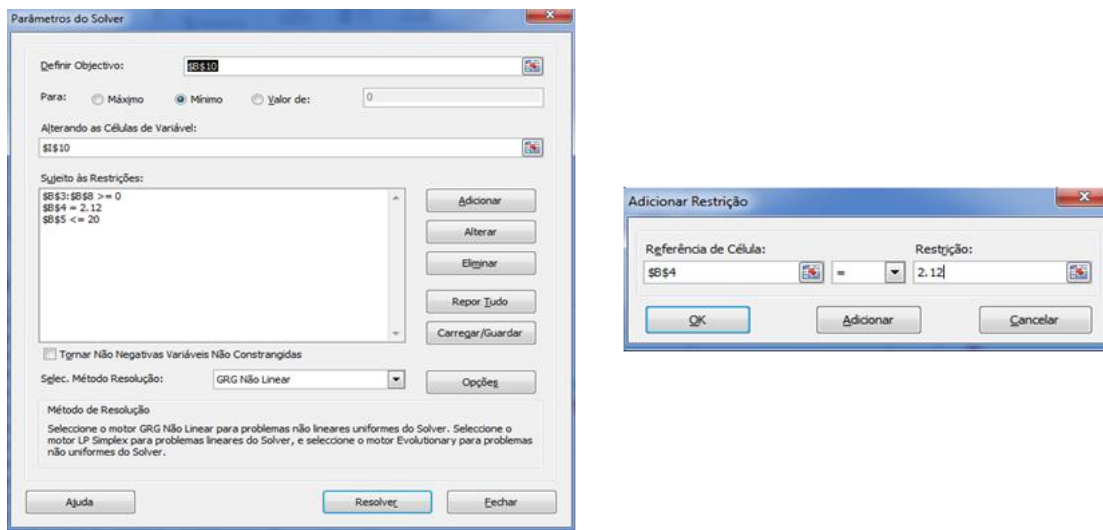 Parâmetros do Solver
Definir Objectivo:
$B$10
Para:
Máximo
Mínimo
Valor de:
0
Alterando as Células de Variável:
$I$10
Sujeito às Restrições:
$B$3:$B$8 >= 0
$B$4 = 2.12
$B$5 <= 20
Adicionar
Alterar
Eliminar
Repor Tudo
Carregar/Guardar
Tornar Não Negativas Variáveis Não Constrangidas
Selec. Método Resolução:
GRG Não Linear
Opções
Método de Resolução
Seleccione o motor GRG Não Linear para problemas não lineares uniformes do Solver. Seleccione o
motor LP Simplex para problemas lineares do Solver, e seleccione o motor Evolutionary para problemas
não uniformes do Solver.
Ajuda
Resolver
Fechar
Adicionar Restrição
Referência de Célula:
Restrição:
$B$4
=
2.12
OK
Adicionar
Cancelar